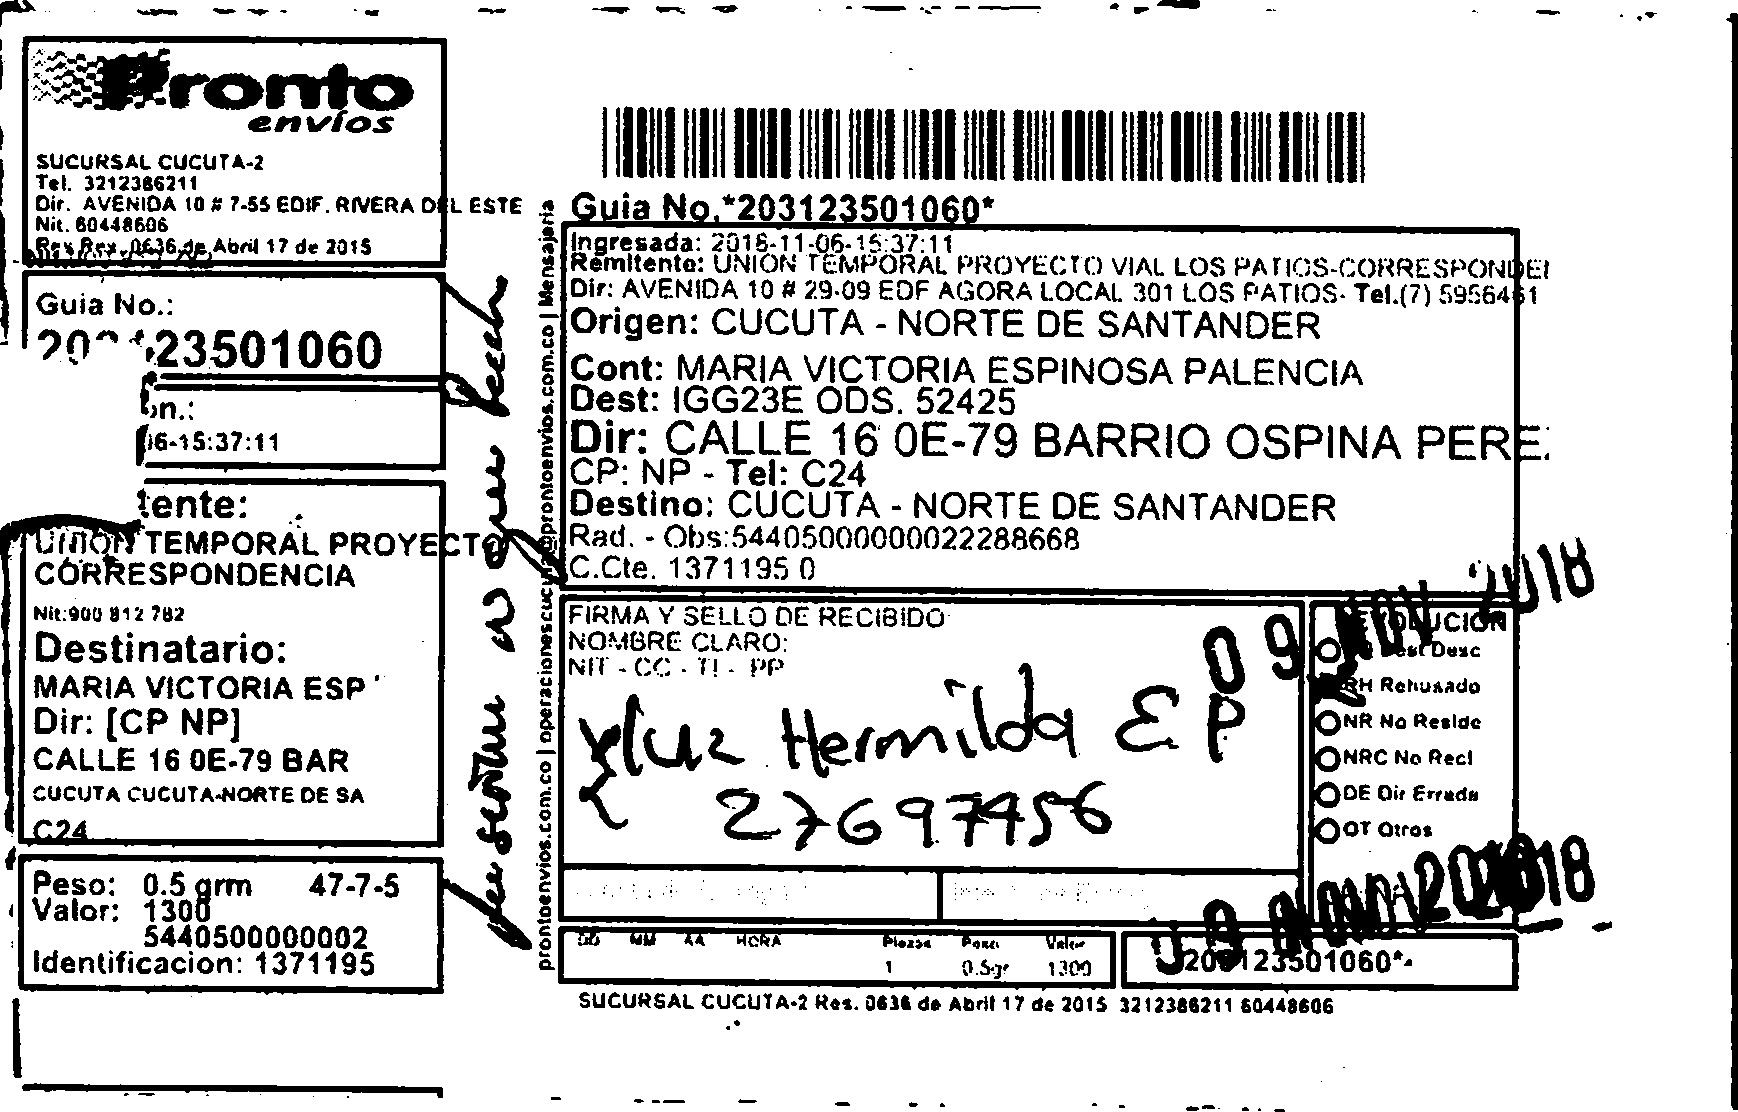 Pronto
envíos
SUCURSAL CUCUTA-2
Tel. 3212386211
Dir. AVENIDA 10 # 7-55 EDIF. RIVERA DEL ESTE
Nit. 60448606
Res. 0636 de Abril 17 de 2015
Guia No.:
123501060
06-15:37:11
tente:
UNION TEMPORAL PROYECTO
CORRESPONDENCIA
Nit:900 812 782
Destinatario:
MARIA VICTORIA ESP
Dir: [CP NP]
CALLE 16 0E-79 BAR
CUCUTA CUCUTA-NORTE DE SA
C24
Peso: 0.5 grm 47-7-5
Valor: 1300
5440500000002
Identificacion: 1371195
prontoenvios.com.co | Mensajeria
Guia No.*203123501060*
Ingresada: 2018-11-06-15:37:11
Remitente: UNION TEMPORAL PROYECTO VIAL LOS PATIOS-CORRESPONDE
Dir: AVENIDA 10 # 29-09 EDF AGORA LOCAL 301 LOS PATIOS- Tel.(7) 5956461
Origen: CUCUTA - NORTE DE SANTANDER
Cont: MARIA VICTORIA ESPINOSA PALENCIA
Dest: IGG23E ODS. 52425
Dir: CALLE 16 0E-79 BARRIO OSPINA PERE
CP: NP - Tel: C24
Destino: CUCUTA - NORTE DE SANTANDER
Rad. - Obs:54405000000022288668
C.Cte. 1371195 0
FIRMA Y SELLO DE RECIBIDO
NOMBRE CLARO:
NIT - CC - TI - PP
09 NOV 2018
Luz Hermilda E P
27697456
DEVOLUCION
Desc
RH Rehusado
NR No Reside
NRC No Recl
DE Dir Errada
OT Otros
09 NOV 2018
DD MM AA HORA
Piezas Peso Valor
1 0.5gr 1300
203123501060*
SUCURSAL CUCUTA-2 Res. 0636 de Abril 17 de 2015 3212386211 60448606